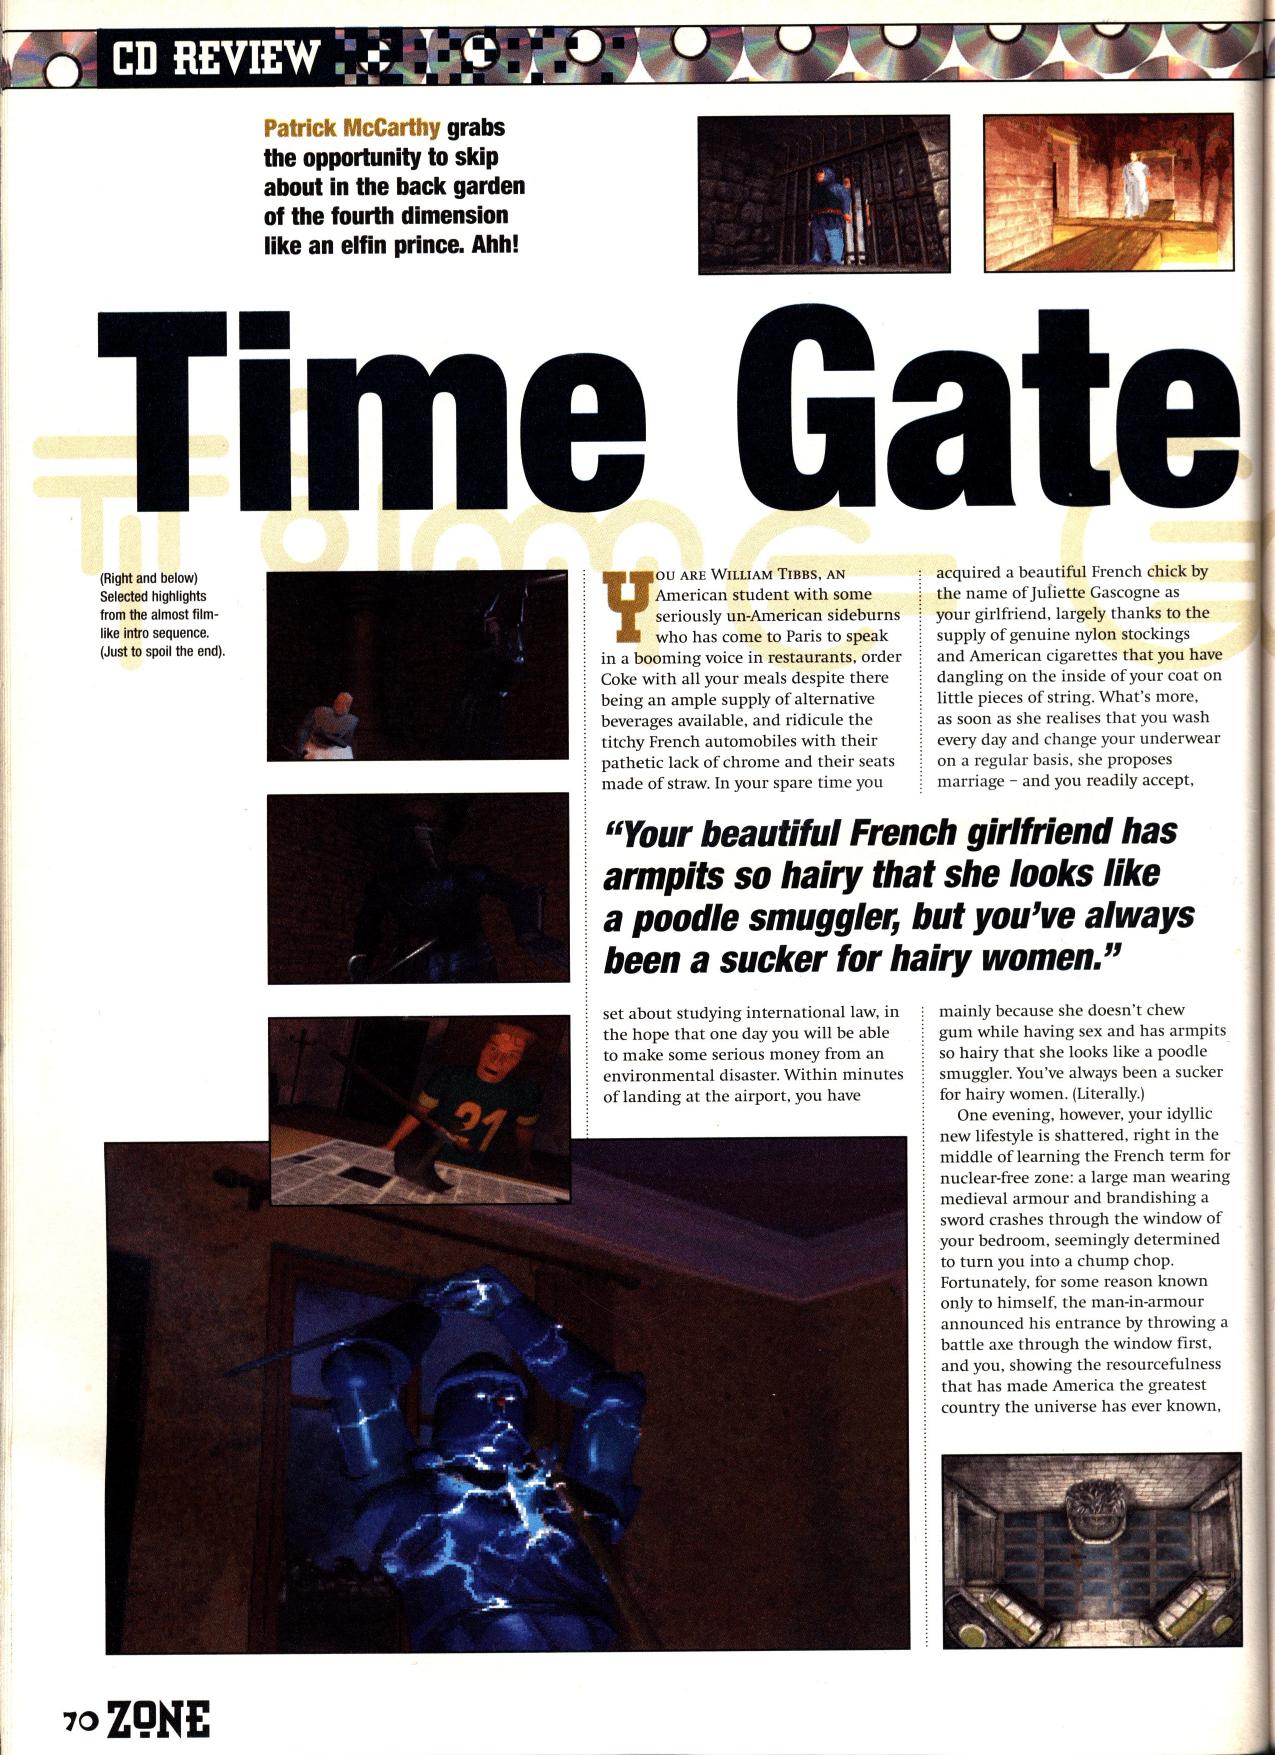 CD REVIEW
Patrick McCarthy grabs
the opportunity to skip
about in the back garden
of the fourth dimension
like an elfin prince. Ahh!
Time Gate
(Right and below)
Selected highlights
from the almost film-
like intro sequence.
(Just to spoil the end).
YOU ARE WILLIAM TIBBS, AN
American student with some
seriously un-American sideburns
who has come to Paris to speak
in a booming voice in restaurants, order
Coke with all your meals despite there
being an ample supply of alternative
beverages available, and ridicule the
titchy French automobiles with their
pathetic lack of chrome and their seats
made of straw. In your spare time you
set about studying international law, in
the hope that one day you will be able
to make some serious money from an
environmental disaster. Within minutes
of landing at the airport, you have
acquired a beautiful French chick by
the name of Juliette Gascogne as
your girlfriend, largely thanks to the
supply of genuine nylon stockings
and American cigarettes that you have
dangling on the inside of your coat on
little pieces of string. What's more,
as soon as she realises that you wash
every day and change your underwear
on a regular basis, she proposes
marriage – and you readily accept,
mainly because she doesn't chew
gum while having sex and has armpits
so hairy that she looks like a poodle
smuggler. You've always been a sucker
for hairy women. (Literally.)
One evening, however, your idyllic
new lifestyle is shattered, right in the
middle of learning the French term for
nuclear-free zone: a large man wearing
medieval armour and brandishing a
sword crashes through the window of
your bedroom, seemingly determined
to turn you into a chump chop.
Fortunately, for some reason known
only to himself, the man-in-armour
announced his entrance by throwing a
battle axe through the window first,
and you, showing the resourcefulness
that has made America the greatest
country the universe has ever known,
“Your beautiful French girlfriend has
armpits so hairy that she looks like
a poodle smuggler, but you've always
been a sucker for hairy women.”
21
70 ZONE